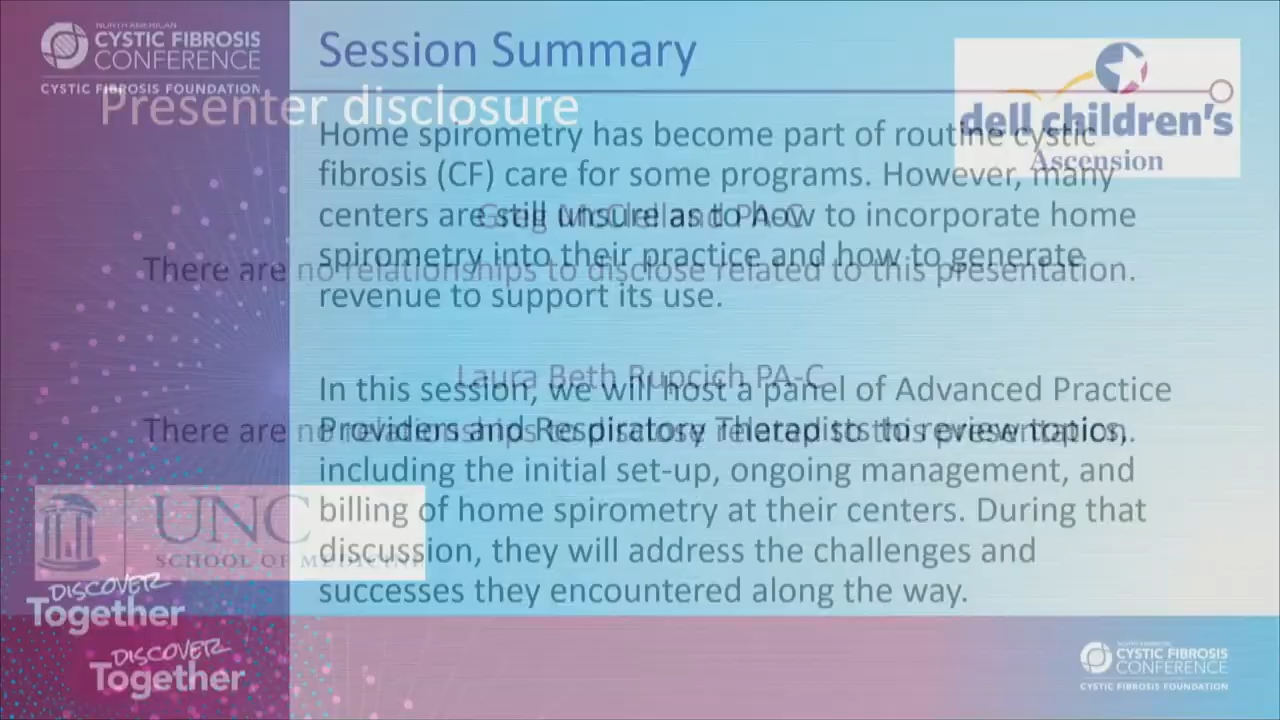 NORTH AMERICAN
CYSTIC FIBROSIS
CONFERENCE
CYSTIC FIBROSIS FOUNDATION
Session Summary
Presenter disclosure
dell children's
Ascension
Home spirometry has become part of routine cystic
fibrosis (CF) care for some programs. However, many
centers are still unsure as to how to incorporate home
spirometry into their practice and how to generate
revenue to support its use.
PA-C
There are no relationships to disclose related to this presentation.
Laura Beth Rupcich PA-C
In this session, we will host a panel of Advanced Practice
Providers and Respiratory Therapists to review topics,
including the initial set-up, ongoing management, and
billing of home spirometry at their centers. During that
discussion, they will address the challenges and
successes they encountered along the way.
There are no relationships to disclose related to this presentation.
UNC
SCHOOL OF MEDICINE
DISCOVER
Together
DISCOVER
Together
NORTH AMERICAN
CYSTIC FIBROSIS
CONFERENCE
CYSTIC FIBROSIS FOUNDATION